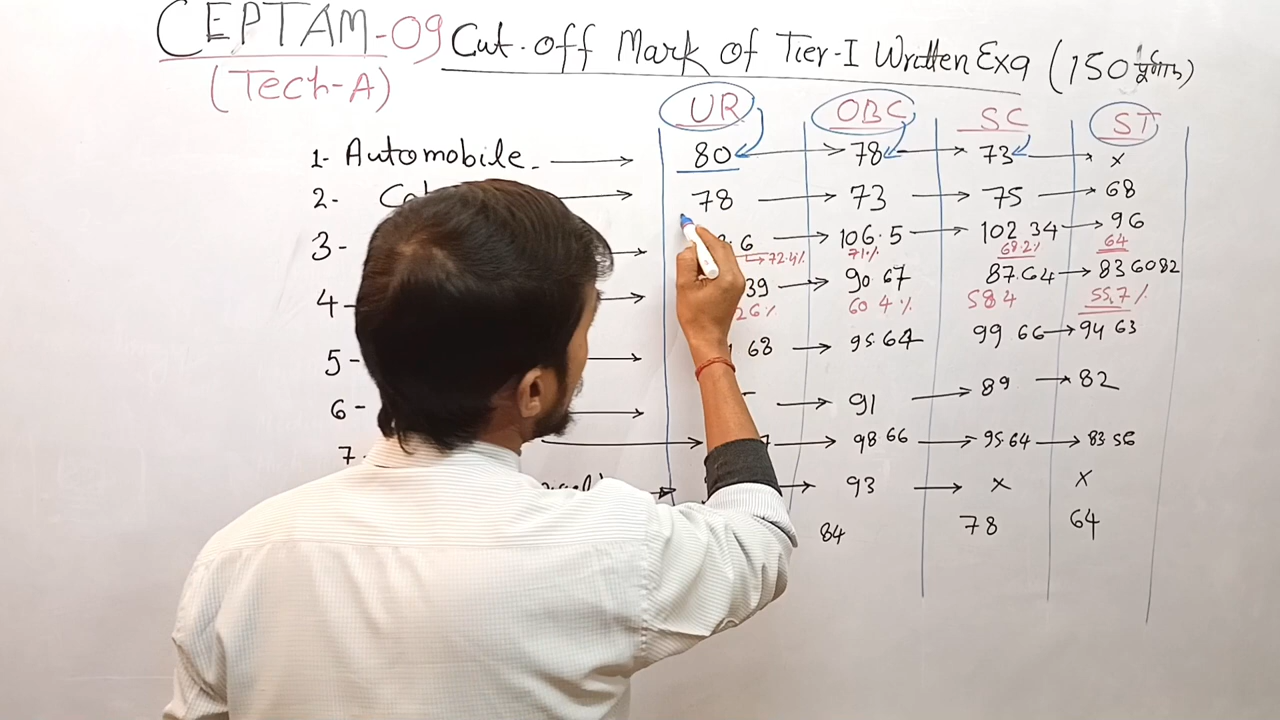 CEPTAM-09 Cut-off Mark of Tier-I Written Exa (150
(Tech-A)
UR OBC SC ST
1- Automobile 80 78 73 x
2- 78 73 75 68
3- 6 106.5 102 34 96
72.4% 71% 68.2% 64
4- 39 90 67 87.64 83 6082
26% 60 4% 58 4 55.7%
5- 68 95.64 99 66 94 63
6- 91 89 82
7- 98 66 95.64 83 56
93 x x
84 78 64